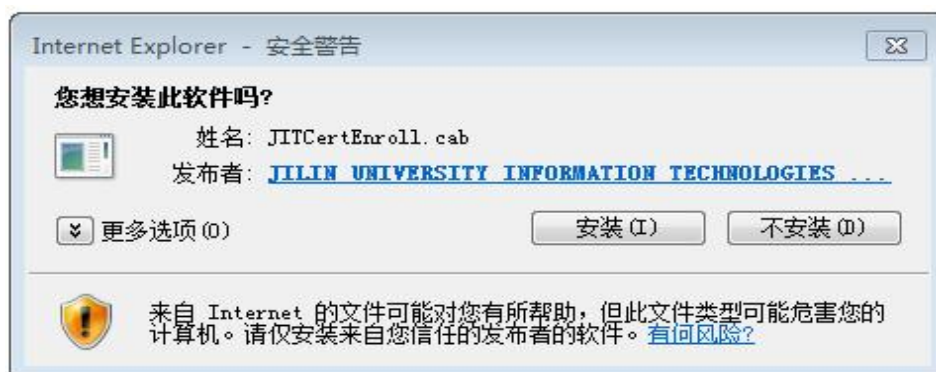 Internet Explorer - 安全警告
您想安装此软件吗?
姓名: JITCertEnroll.cab
发布者: JILIN UNIVERSITY INFORMATION TECHNOLOGIES ...
更多选项(O)
安装(I)
不安装(D)
来自 Internet 的文件可能对您有所帮助，但此文件类型可能危害您的
计算机。请仅安装来自您信任的发布者的软件。有何风险?